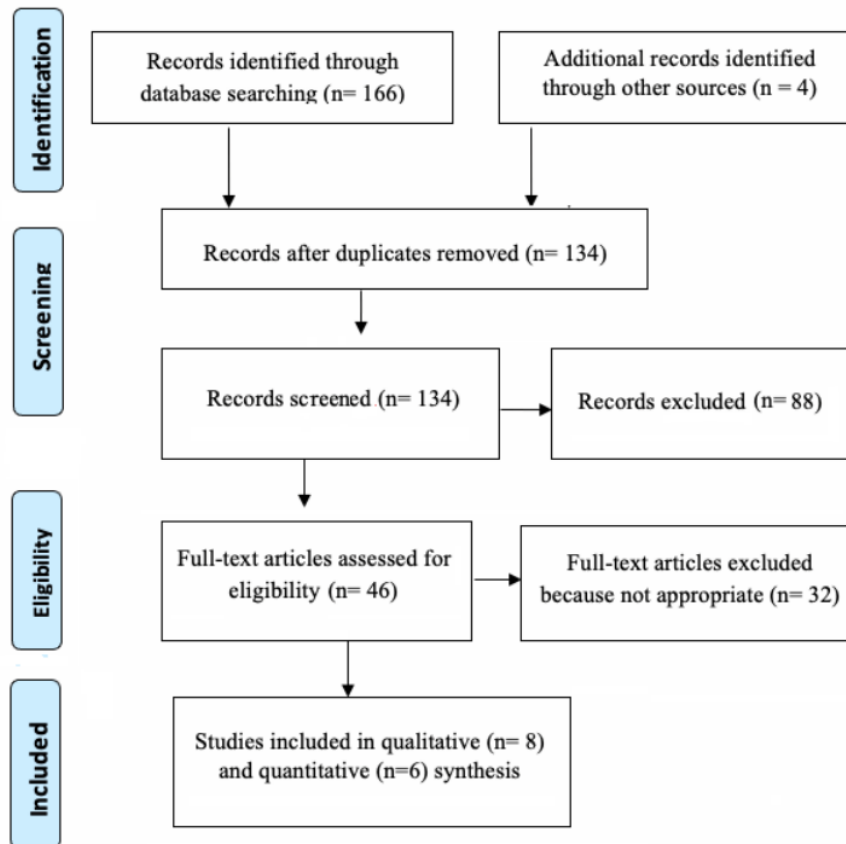 Identification
Records identified through
database searching (n= 166)
Additional records identified
through other sources (n = 4)
Screening
Records after duplicates removed (n= 134)
Records screened (n= 134)
Records excluded (n= 88)
Eligibility
Full-text articles assessed for
eligibility (n= 46)
Full-text articles excluded
because not appropriate (n= 32)
Included
Studies included in qualitative (n= 8)
and quantitative (n=6) synthesis